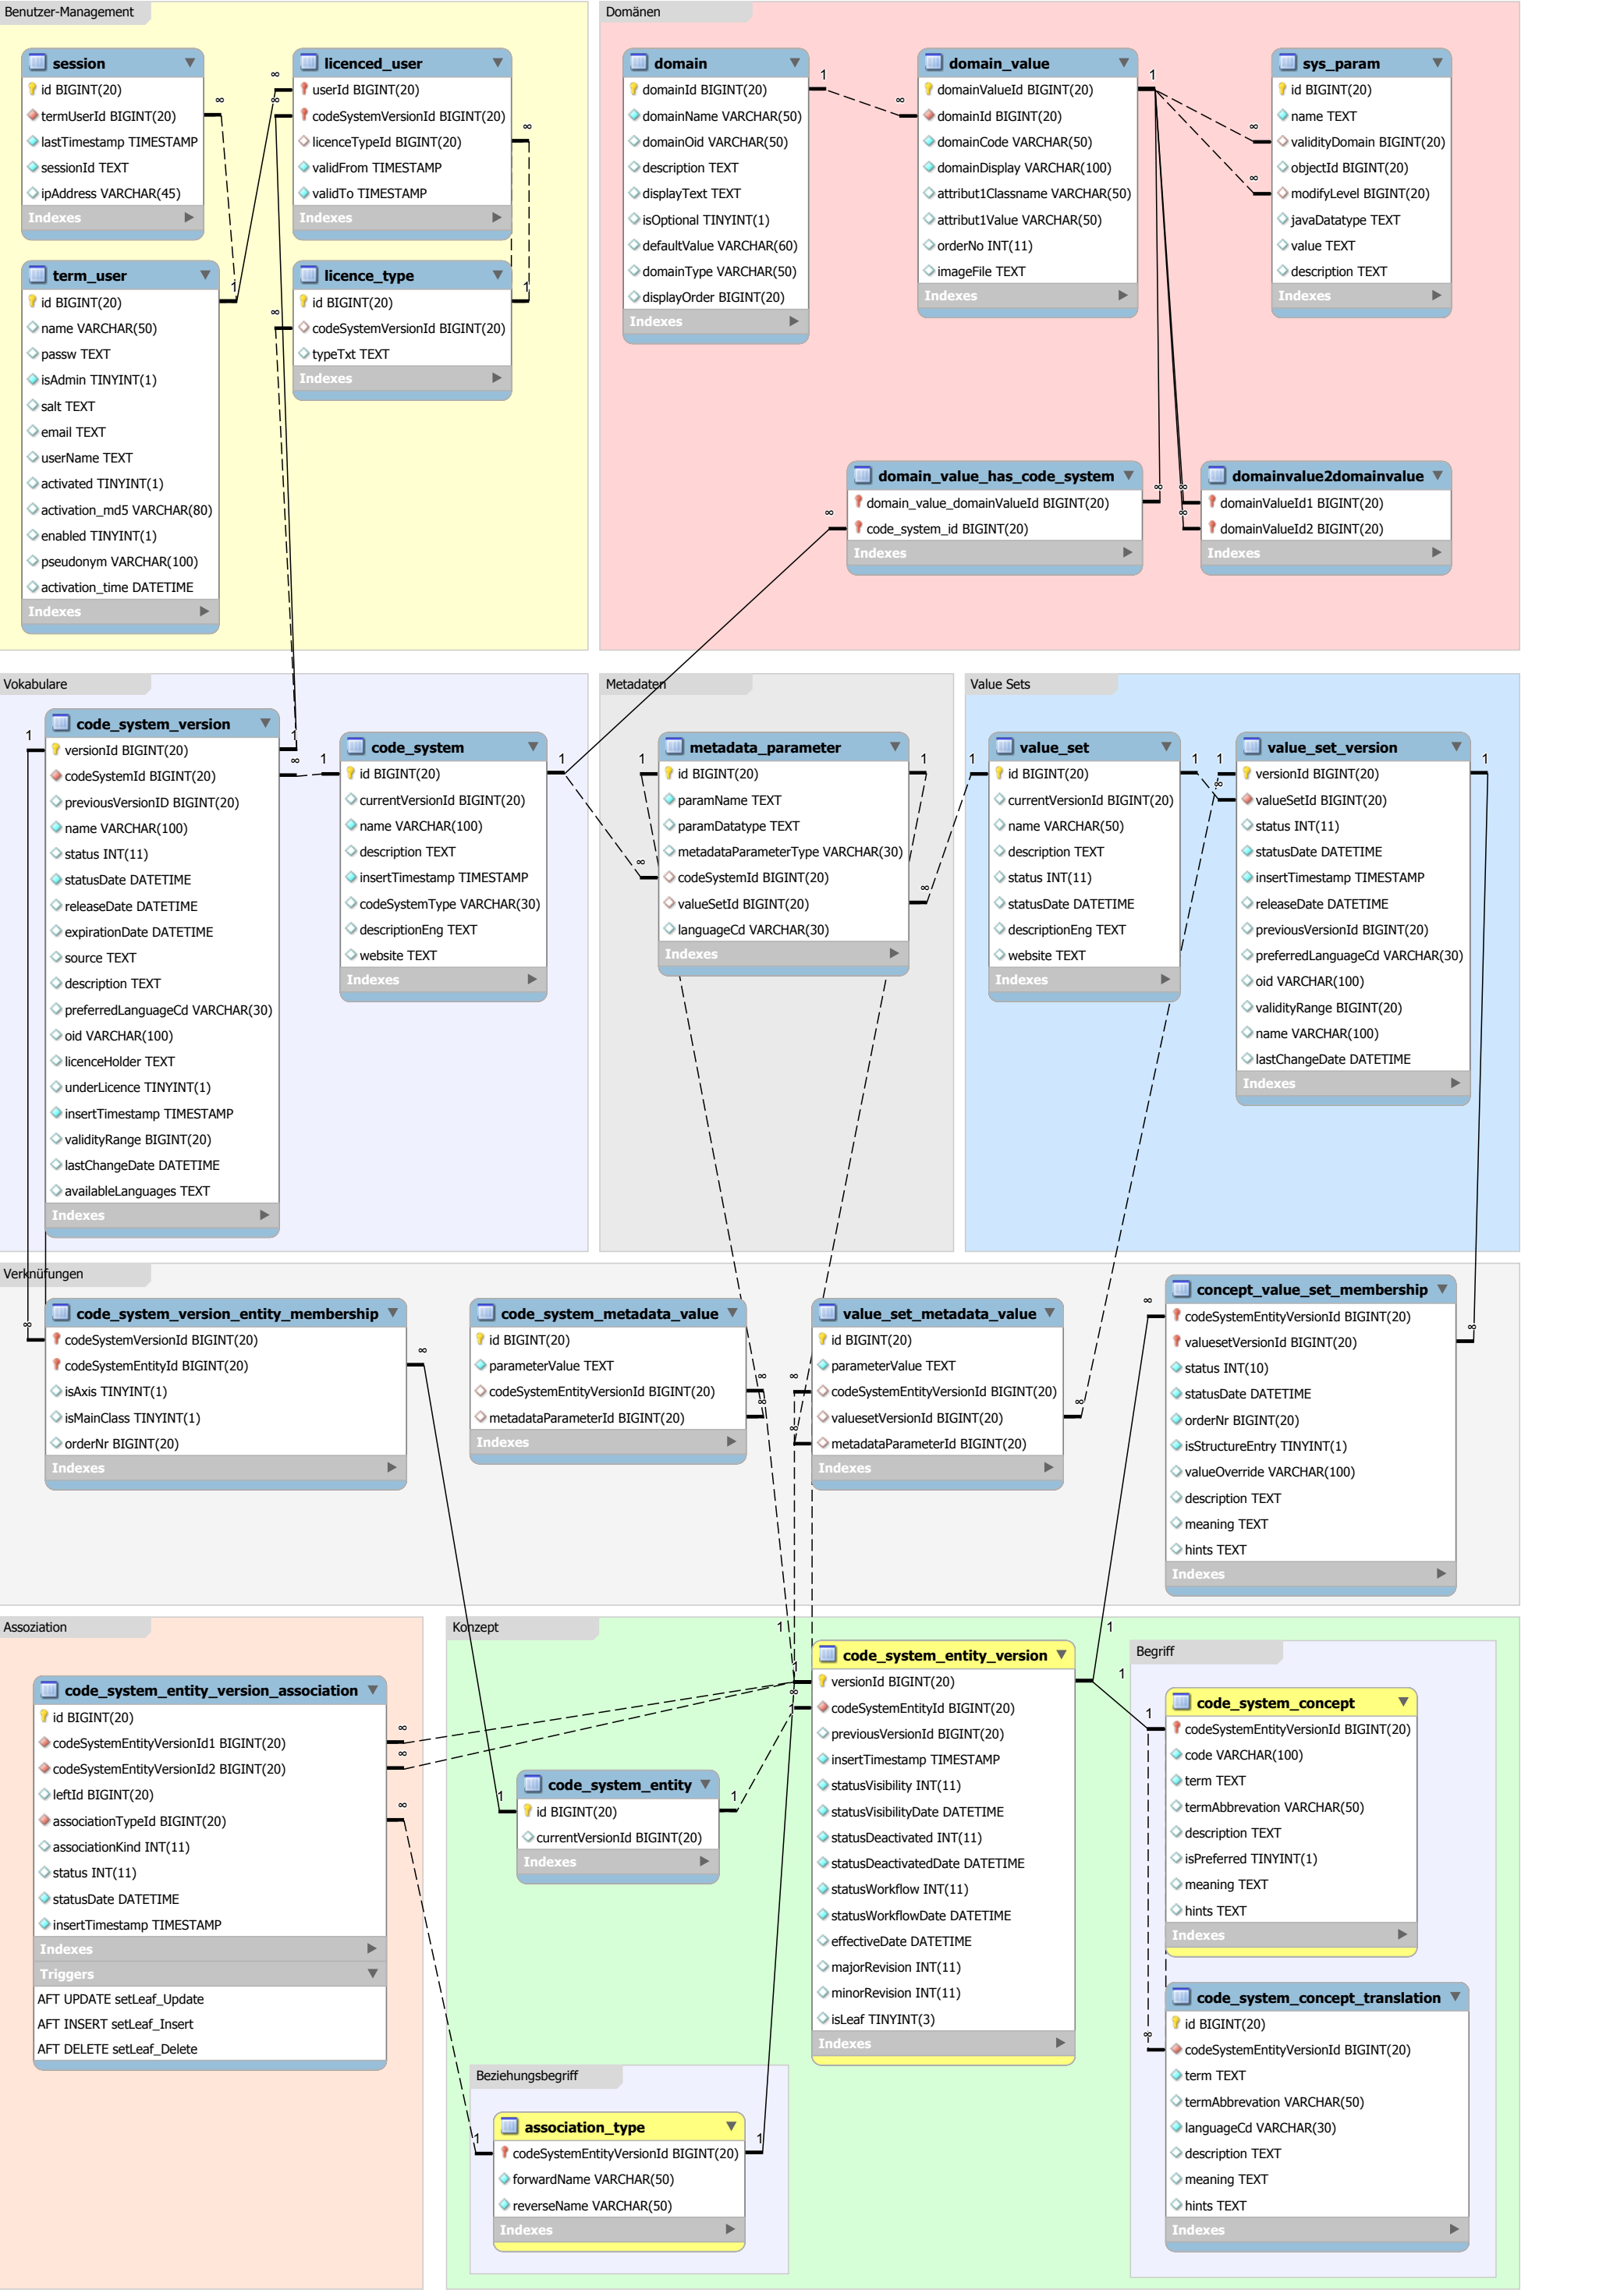 Benutzer-Management
session
id BIGINT(20)
termUserId BIGINT(20)
lastTimestamp TIMESTAMP
sessionId TEXT
ipAddress VARCHAR(45)
Indexes
licenced_user
userId BIGINT(20)
codeSystemVersionId BIGINT(20)
licenceTypeId BIGINT(20)
validFrom TIMESTAMP
validTo TIMESTAMP
Indexes
term_user
id BIGINT(20)
name VARCHAR(50)
passw TEXT
isAdmin TINYINT(1)
salt TEXT
email TEXT
userName TEXT
activated TINYINT(1)
activation_md5 VARCHAR(80)
enabled TINYINT(1)
pseudonym VARCHAR(100)
activation_time DATETIME
Indexes
licence_type
id BIGINT(20)
codeSystemVersionId BIGINT(20)
typeTxt TEXT
Indexes
Domänen
domain
domainId BIGINT(20)
domainName VARCHAR(50)
domainOid VARCHAR(50)
description TEXT
displayText TEXT
isOptional TINYINT(1)
defaultValue VARCHAR(60)
domainType VARCHAR(50)
displayOrder BIGINT(20)
Indexes
domain_value
domainValueId BIGINT(20)
domainId BIGINT(20)
domainCode VARCHAR(50)
domainDisplay VARCHAR(100)
attribut1Classname VARCHAR(50)
attribut1Value VARCHAR(50)
orderNo INT(11)
imageFile TEXT
Indexes
sys_param
id BIGINT(20)
name TEXT
validityDomain BIGINT(20)
objectId BIGINT(20)
modifyLevel BIGINT(20)
javaDatatype TEXT
value TEXT
description TEXT
Indexes
domain_value_has_code_system
domain_value_domainValueId BIGINT(20)
code_system_id BIGINT(20)
Indexes
domainvalue2domainvalue
domainValueId1 BIGINT(20)
domainValueId2 BIGINT(20)
Indexes
Vokabulare
code_system_version
versionId BIGINT(20)
codeSystemId BIGINT(20)
previousVersionID BIGINT(20)
name VARCHAR(100)
status INT(11)
statusDate DATETIME
releaseDate DATETIME
expirationDate DATETIME
source TEXT
description TEXT
preferredLanguageCd VARCHAR(30)
oid VARCHAR(100)
licenceHolder TEXT
underLicence TINYINT(1)
insertTimestamp TIMESTAMP
validityRange BIGINT(20)
lastChangeDate DATETIME
availableLanguages TEXT
Indexes
code_system
id BIGINT(20)
currentVersionId BIGINT(20)
name VARCHAR(100)
description TEXT
insertTimestamp TIMESTAMP
codeSystemType VARCHAR(30)
descriptionEng TEXT
website TEXT
Indexes
Metadaten
metadata_parameter
id BIGINT(20)
paramName TEXT
paramDatatype TEXT
metadataParameterType VARCHAR(30)
codeSystemId BIGINT(20)
valueSetId BIGINT(20)
languageCd VARCHAR(30)
Indexes
Value Sets
value_set
id BIGINT(20)
currentVersionId BIGINT(20)
name VARCHAR(50)
description TEXT
status INT(11)
statusDate DATETIME
descriptionEng TEXT
website TEXT
Indexes
value_set_version
versionId BIGINT(20)
valueSetId BIGINT(20)
status INT(11)
statusDate DATETIME
insertTimestamp TIMESTAMP
releaseDate DATETIME
previousVersionId BIGINT(20)
preferredLanguageCd VARCHAR(30)
oid VARCHAR(100)
validityRange BIGINT(20)
name VARCHAR(100)
lastChangeDate DATETIME
Indexes
Verknüfungen
code_system_version_entity_membership
codeSystemVersionId BIGINT(20)
codeSystemEntityId BIGINT(20)
isAxis TINYINT(1)
isMainClass TINYINT(1)
orderNr BIGINT(20)
Indexes
code_system_metadata_value
id BIGINT(20)
parameterValue TEXT
codeSystemEntityVersionId BIGINT(20)
metadataParameterId BIGINT(20)
Indexes
value_set_metadata_value
id BIGINT(20)
parameterValue TEXT
codeSystemEntityVersionId BIGINT(20)
valuesetVersionId BIGINT(20)
metadataParameterId BIGINT(20)
Indexes
concept_value_set_membership
codeSystemEntityVersionId BIGINT(20)
valuesetVersionId BIGINT(20)
status INT(10)
statusDate DATETIME
orderNr BIGINT(20)
isStructureEntry TINYINT(1)
valueOverride VARCHAR(100)
description TEXT
meaning TEXT
hints TEXT
Indexes
Assoziation
code_system_entity_version_association
id BIGINT(20)
codeSystemEntityVersionId1 BIGINT(20)
codeSystemEntityVersionId2 BIGINT(20)
leftId BIGINT(20)
associationTypeId BIGINT(20)
associationKind INT(11)
status INT(11)
statusDate DATETIME
insertTimestamp TIMESTAMP
Indexes
Triggers
AFT UPDATE setLeaf_Update
AFT INSERT setLeaf_Insert
AFT DELETE setLeaf_Delete
Konzept
code_system_entity
id BIGINT(20)
currentVersionId BIGINT(20)
Indexes
code_system_entity_version
versionId BIGINT(20)
codeSystemEntityId BIGINT(20)
previousVersionId BIGINT(20)
insertTimestamp TIMESTAMP
statusVisibility INT(11)
statusVisibilityDate DATETIME
statusDeactivated INT(11)
statusDeactivatedDate DATETIME
statusWorkflow INT(11)
statusWorkflowDate DATETIME
effectiveDate DATETIME
majorRevision INT(11)
minorRevision INT(11)
isLeaf TINYINT(3)
Indexes
Beziehungsbegriff
association_type
codeSystemEntityVersionId BIGINT(20)
forwardName VARCHAR(50)
reverseName VARCHAR(50)
Indexes
Begriff
code_system_concept
codeSystemEntityVersionId BIGINT(20)
code VARCHAR(100)
term TEXT
termAbbrevation VARCHAR(50)
description TEXT
isPreferred TINYINT(1)
meaning TEXT
hints TEXT
Indexes
code_system_concept_translation
id BIGINT(20)
codeSystemEntityVersionId BIGINT(20)
term TEXT
termAbbrevation VARCHAR(50)
languageCd VARCHAR(30)
description TEXT
meaning TEXT
hints TEXT
Indexes